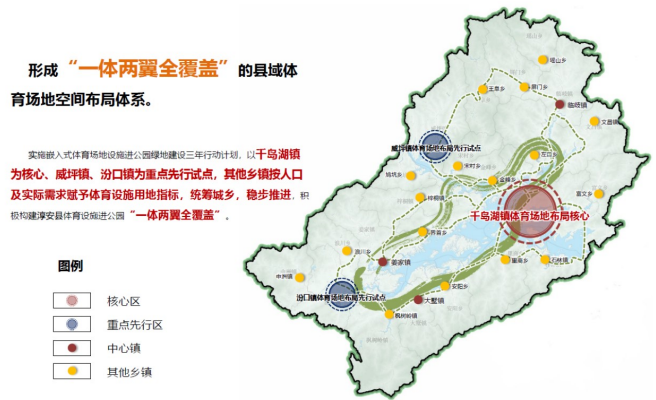 形成“一体两翼全覆盖”的县域体
育场地空间布局体系。
实施嵌入式体育场地设施进公园绿地建设三年行动计划，以千岛湖镇
为核心、威坪镇、汾口镇为重点先行试点，其他乡镇按人口
及实际需求赋予体育设施用地指标，统筹城乡，稳步推进，积
极构建淳安县体育设施进公园“一体两翼全覆盖”。
图例
核心区
重点先行区
中心镇
其他乡镇
瑶山乡
王阜乡
屏门乡
临岐镇
文昌镇
威坪镇体育场地布局先行试点
左口乡
宋村乡
鸠坑乡
金峰乡
梓桐镇
富文乡
千岛湖镇体育场地布局核心
界首乡
浪川乡
姜家镇
里商乡
石林镇
中洲镇
安阳乡
汾口镇体育场地布局先行试点
大墅镇
枫树岭镇